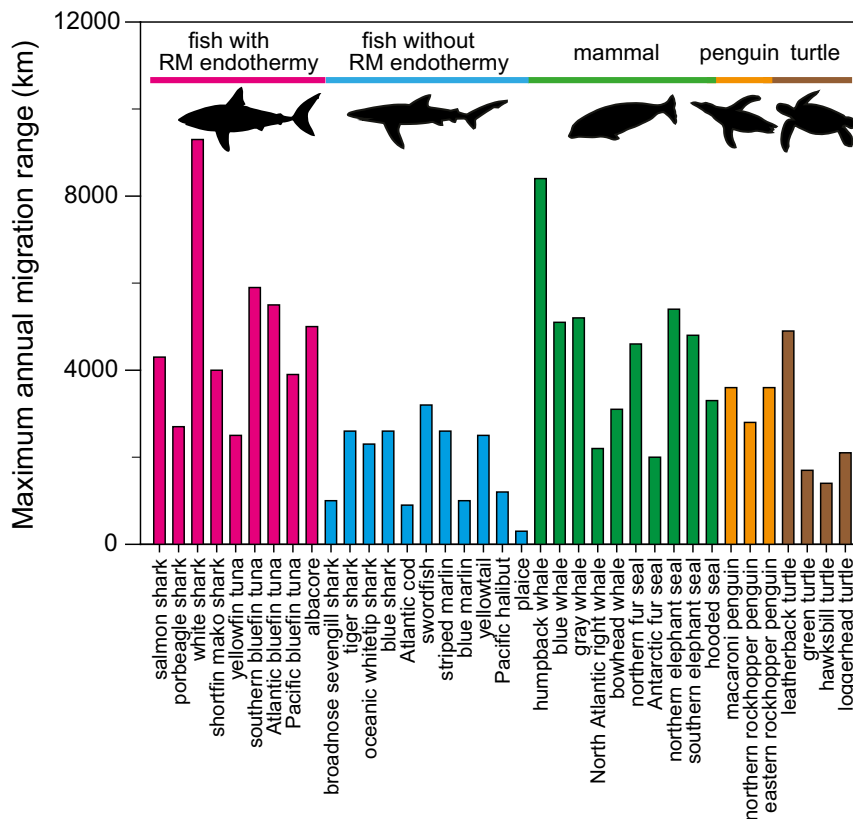 Maximum annual migration range (km)
12000
8000
4000
0
fish with
RM endothermy
fish without
RM endothermy
mammal
penguin
turtle
salmon shark
porbeagle shark
white shark
shortfin mako shark
yellowfin tuna
southern bluefin tuna
Atlantic bluefin tuna
Pacific bluefin tuna
albacore
broadnose sevengill shark
tiger shark
oceanic whitetip shark
blue shark
Atlantic cod
swordfish
striped marlin
blue marlin
yellowtail
Pacific halibut
plaice
humpback whale
blue whale
gray whale
North Atlantic right whale
bowhead whale
northern fur seal
Antarctic fur seal
northern elephant seal
southern elephant seal
hooded seal
macaroni penguin
northern rockhopper penguin
eastern rockhopper penguin
leatherback turtle
green turtle
hawksbill turtle
loggerhead turtle